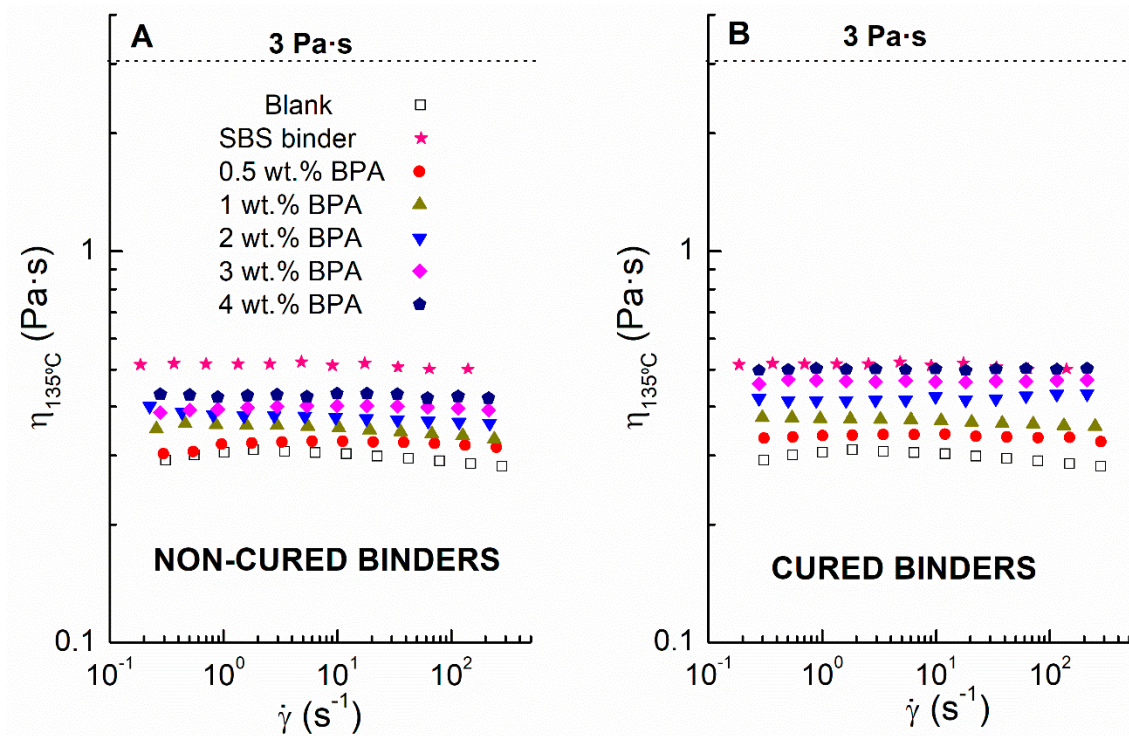 A
3 Pa·s
Blank
SBS binder
0.5 wt.% BPA
1 wt.% BPA
2 wt.% BPA
3 wt.% BPA
4 wt.% BPA
NON-CURED BINDERS
η135ºC (Pa·s)
1
0.1
10⁻¹ 10⁰ 10¹ 10²
γ̇ (s⁻¹)
B
3 Pa·s
CURED BINDERS
η135ºC (Pa·s)
1
0.1
10⁻¹ 10⁰ 10¹ 10²
γ̇ (s⁻¹)